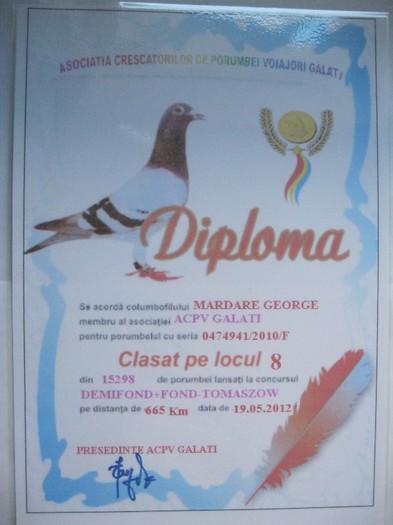 ASOCIATIA CRESCATORILOR DE PORUMBEI VOIAJORI GALATI
Diploma
Se acordă columbofilului MARDARE GEORGE
membru al asociației ACPV GALATI
pentru porumbelul cu seria 0474941/2010/F
Clasat pe locul 8
din 15298 de porumbei lansați la concursul
DEMIFOND+FOND-TOMASZOW
pe distanța de 665 Km data de 19.05.2012
PRESEDINTE ACPV GALATI